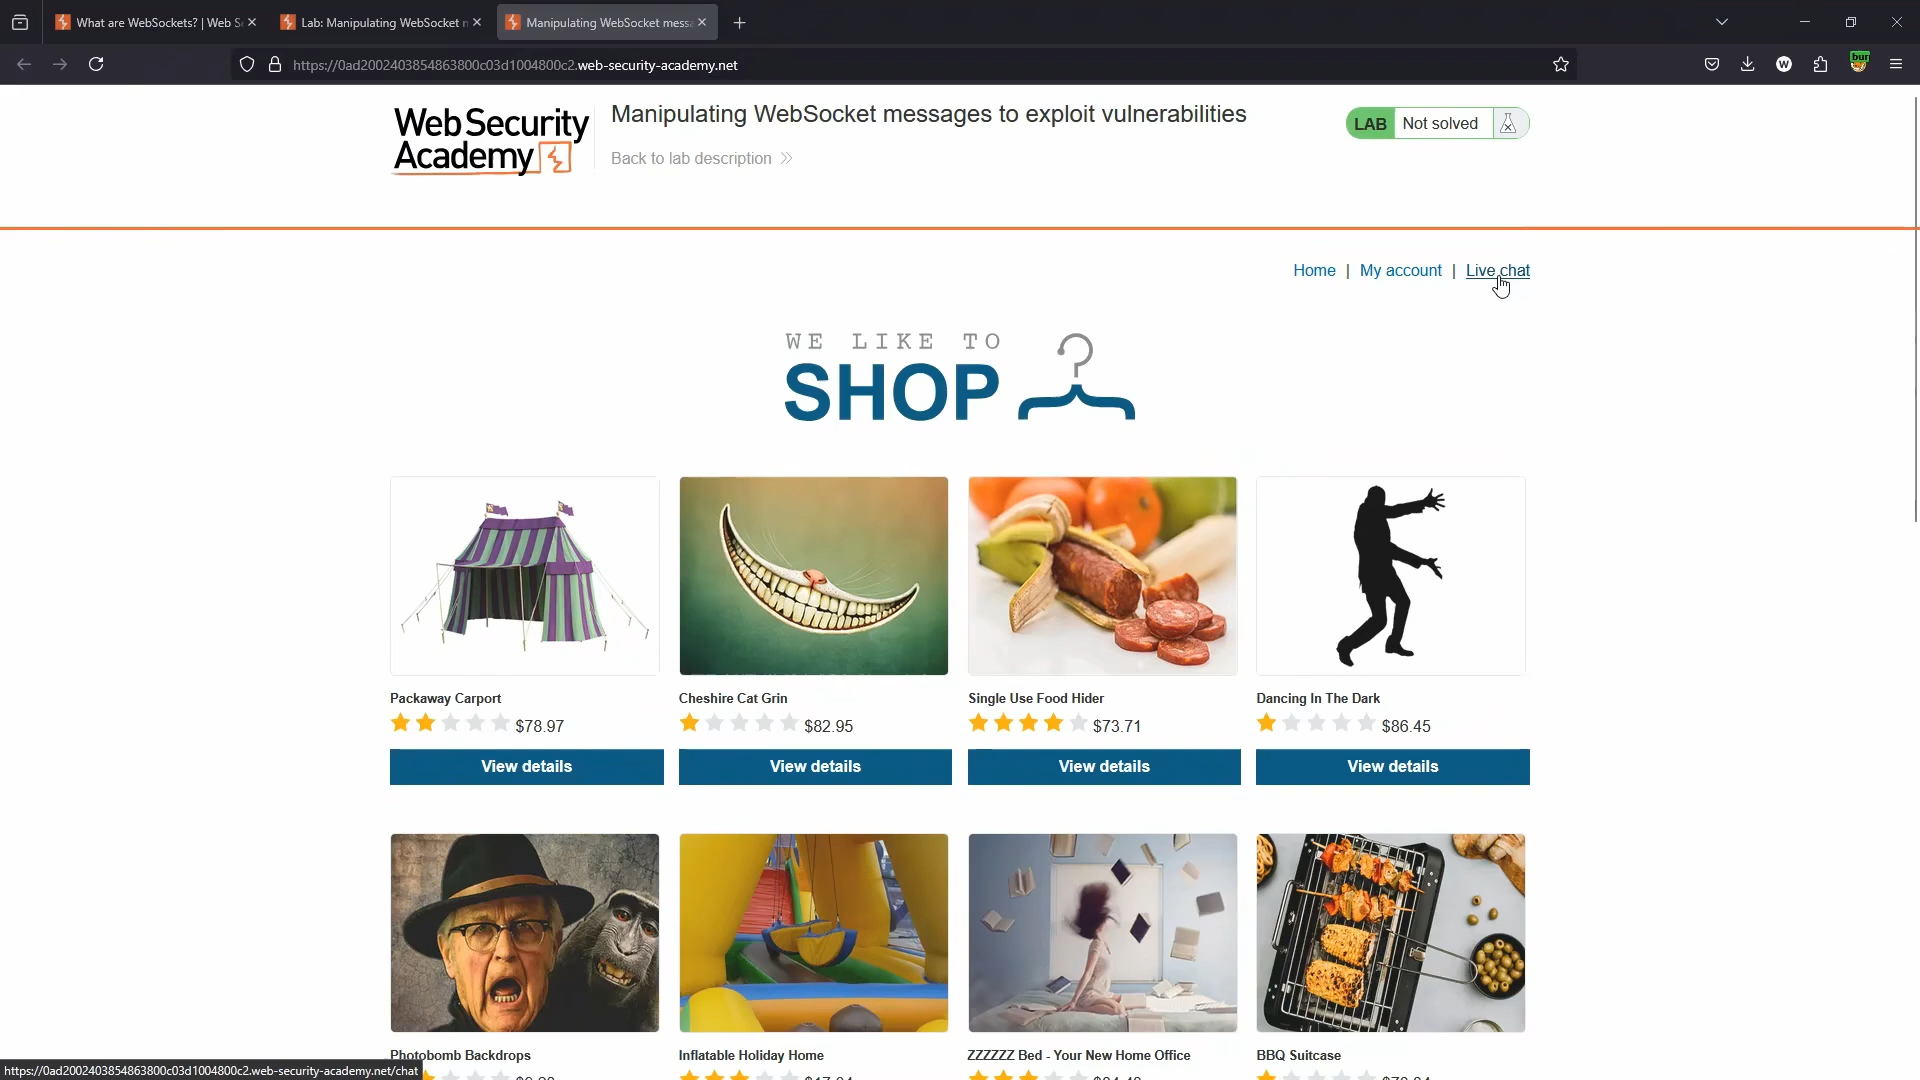 What are WebSockets? | Web S
Lab: Manipulating WebSocket
Manipulating WebSocket mess
https://0ad2002403854863800c03d1004800c2.web-security-academy.net
W
bur
WebSecurity
Academy
Manipulating WebSocket messages to exploit vulnerabilities
Back to lab description
LAB Not solved
Home | My account | Live chat
WE LIKE TO
SHOP
Packaway Carport
$78.97
View details
Cheshire Cat Grin
$82.95
View details
Single Use Food Hider
$73.71
View details
Dancing In The Dark
$86.45
View details
Photobomb Backdrops
Inflatable Holiday Home
ZZZZZZ Bed - Your New Home Office
BBQ Suitcase
https://0ad2002403854863800c03d1004800c2.web-security-academy.net/chat